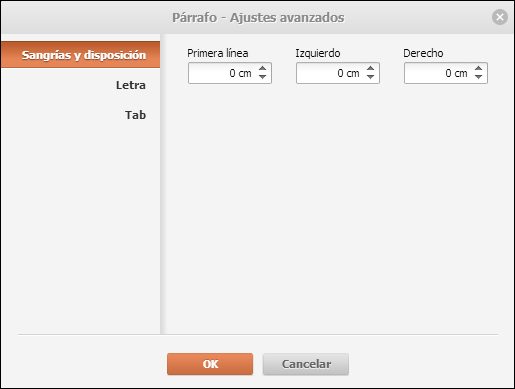 Párrafo - Ajustes avanzados
Sangrías y disposición
Letra
Tab
Primera línea Izquierdo Derecho
0 cm 0 cm 0 cm
OK Cancelar